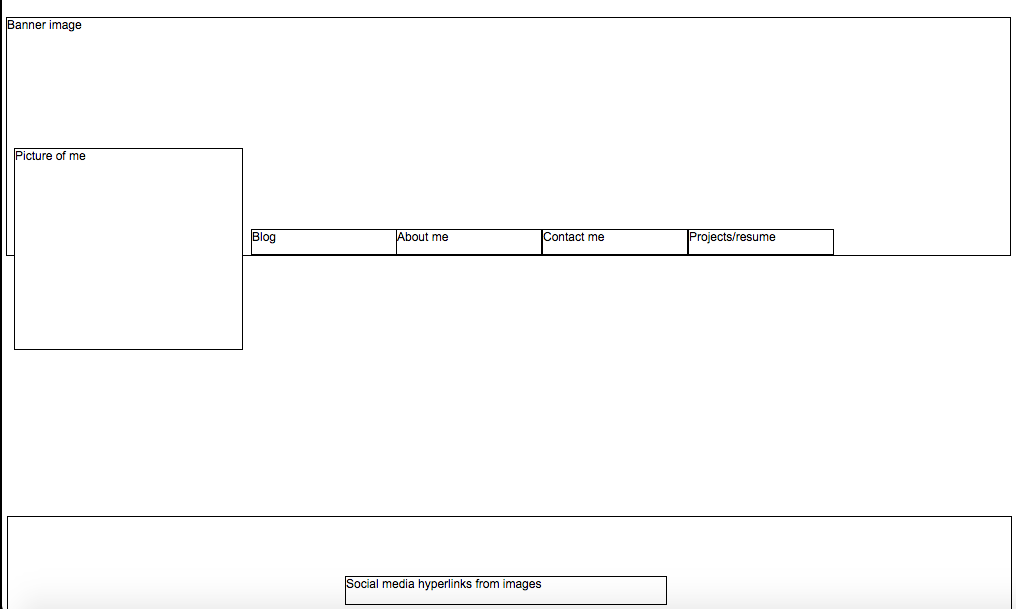 Banner image
Picture of me
Blog
About me
Contact me
Projects/resume
Social media hyperlinks from images